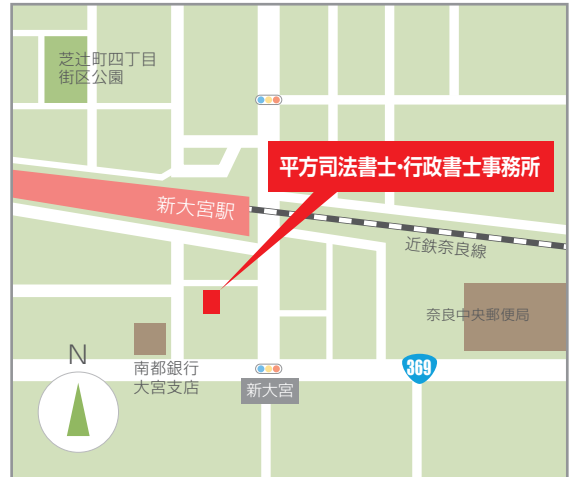 芝辻町四丁目
街区公園
平方司法書士・行政書士事務所
新大宮駅
近鉄奈良線
奈良中央郵便局
N
南都銀行
大宮支店
新大宮
369